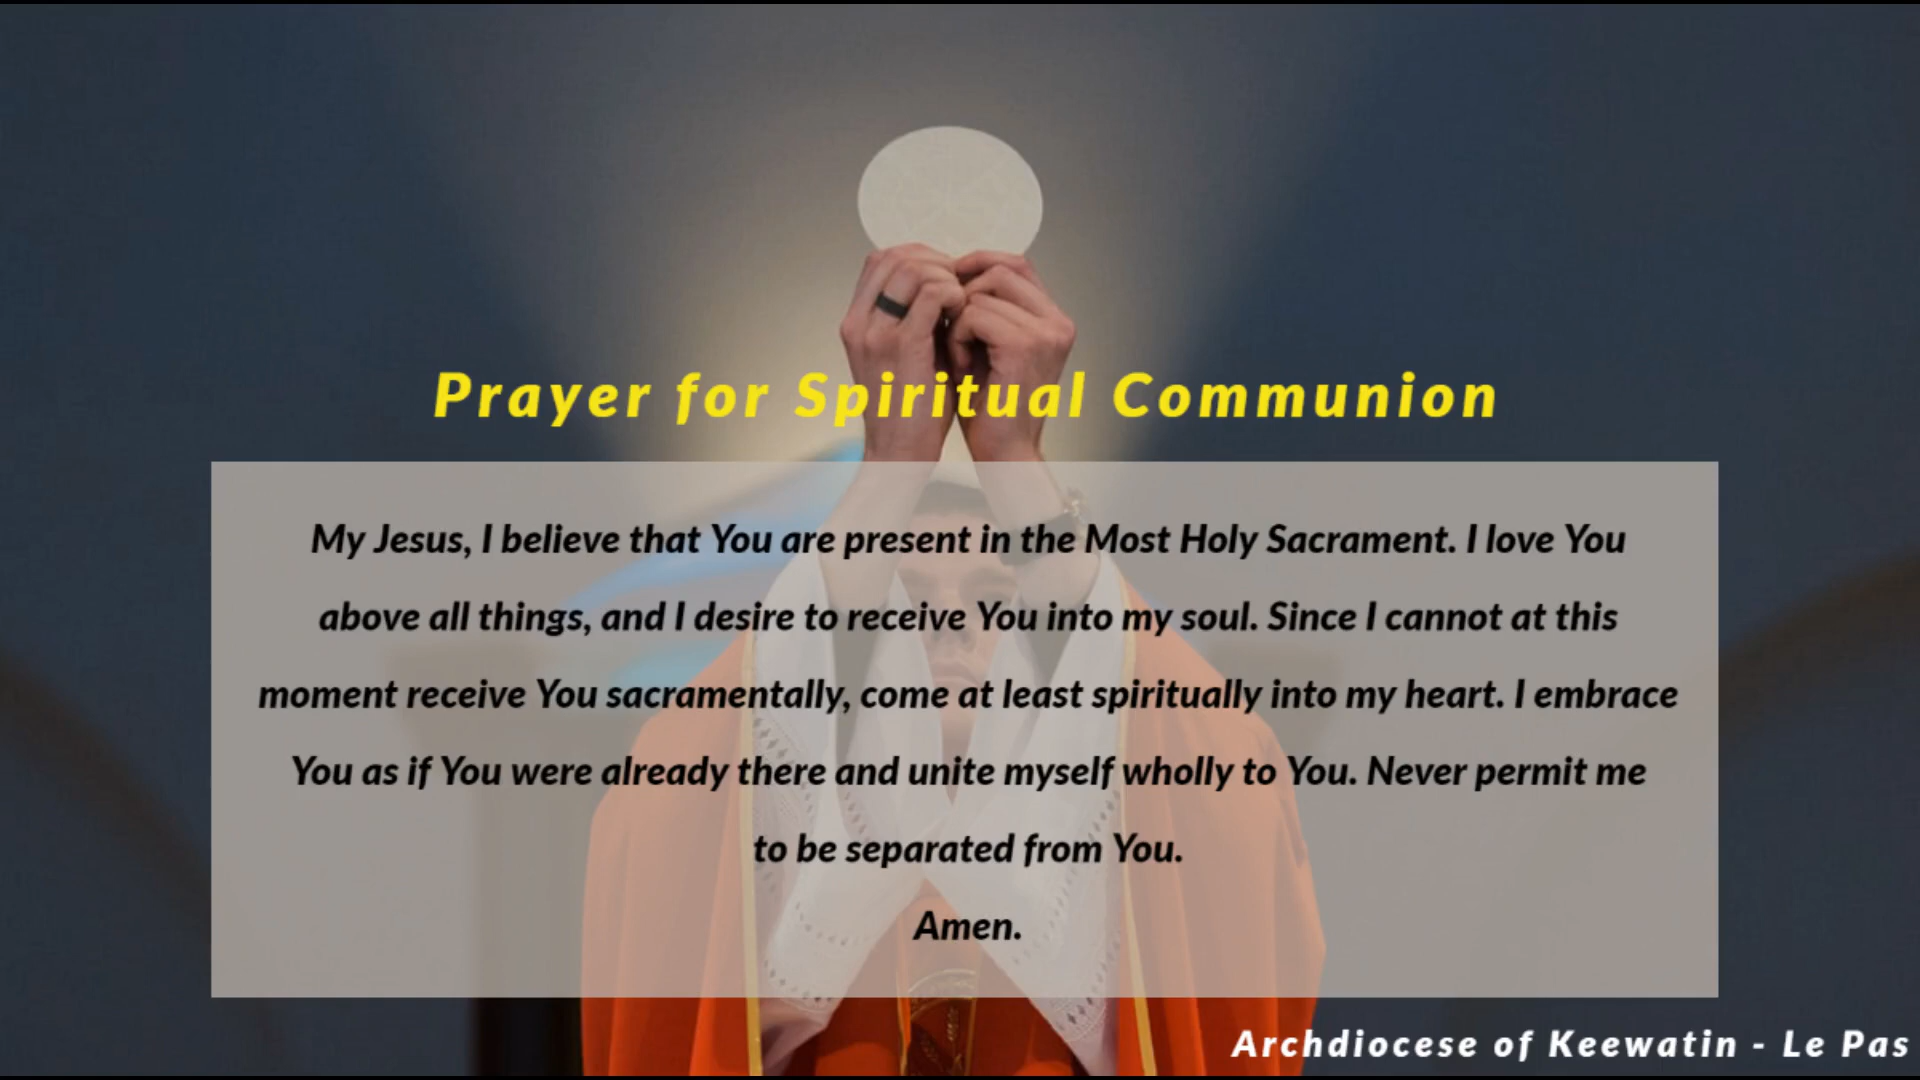 Prayer for Spiritual Communion
My Jesus, I believe that You are present in the Most Holy Sacrament. I love You
above all things, and I desire to receive You into my soul. Since I cannot at this
moment receive You sacramentally, come at least spiritually into my heart. I embrace
You as if You were already there and unite myself wholly to You. Never permit me
to be separated from You.
Amen.
Archdiocese of Keewatin - Le Pas